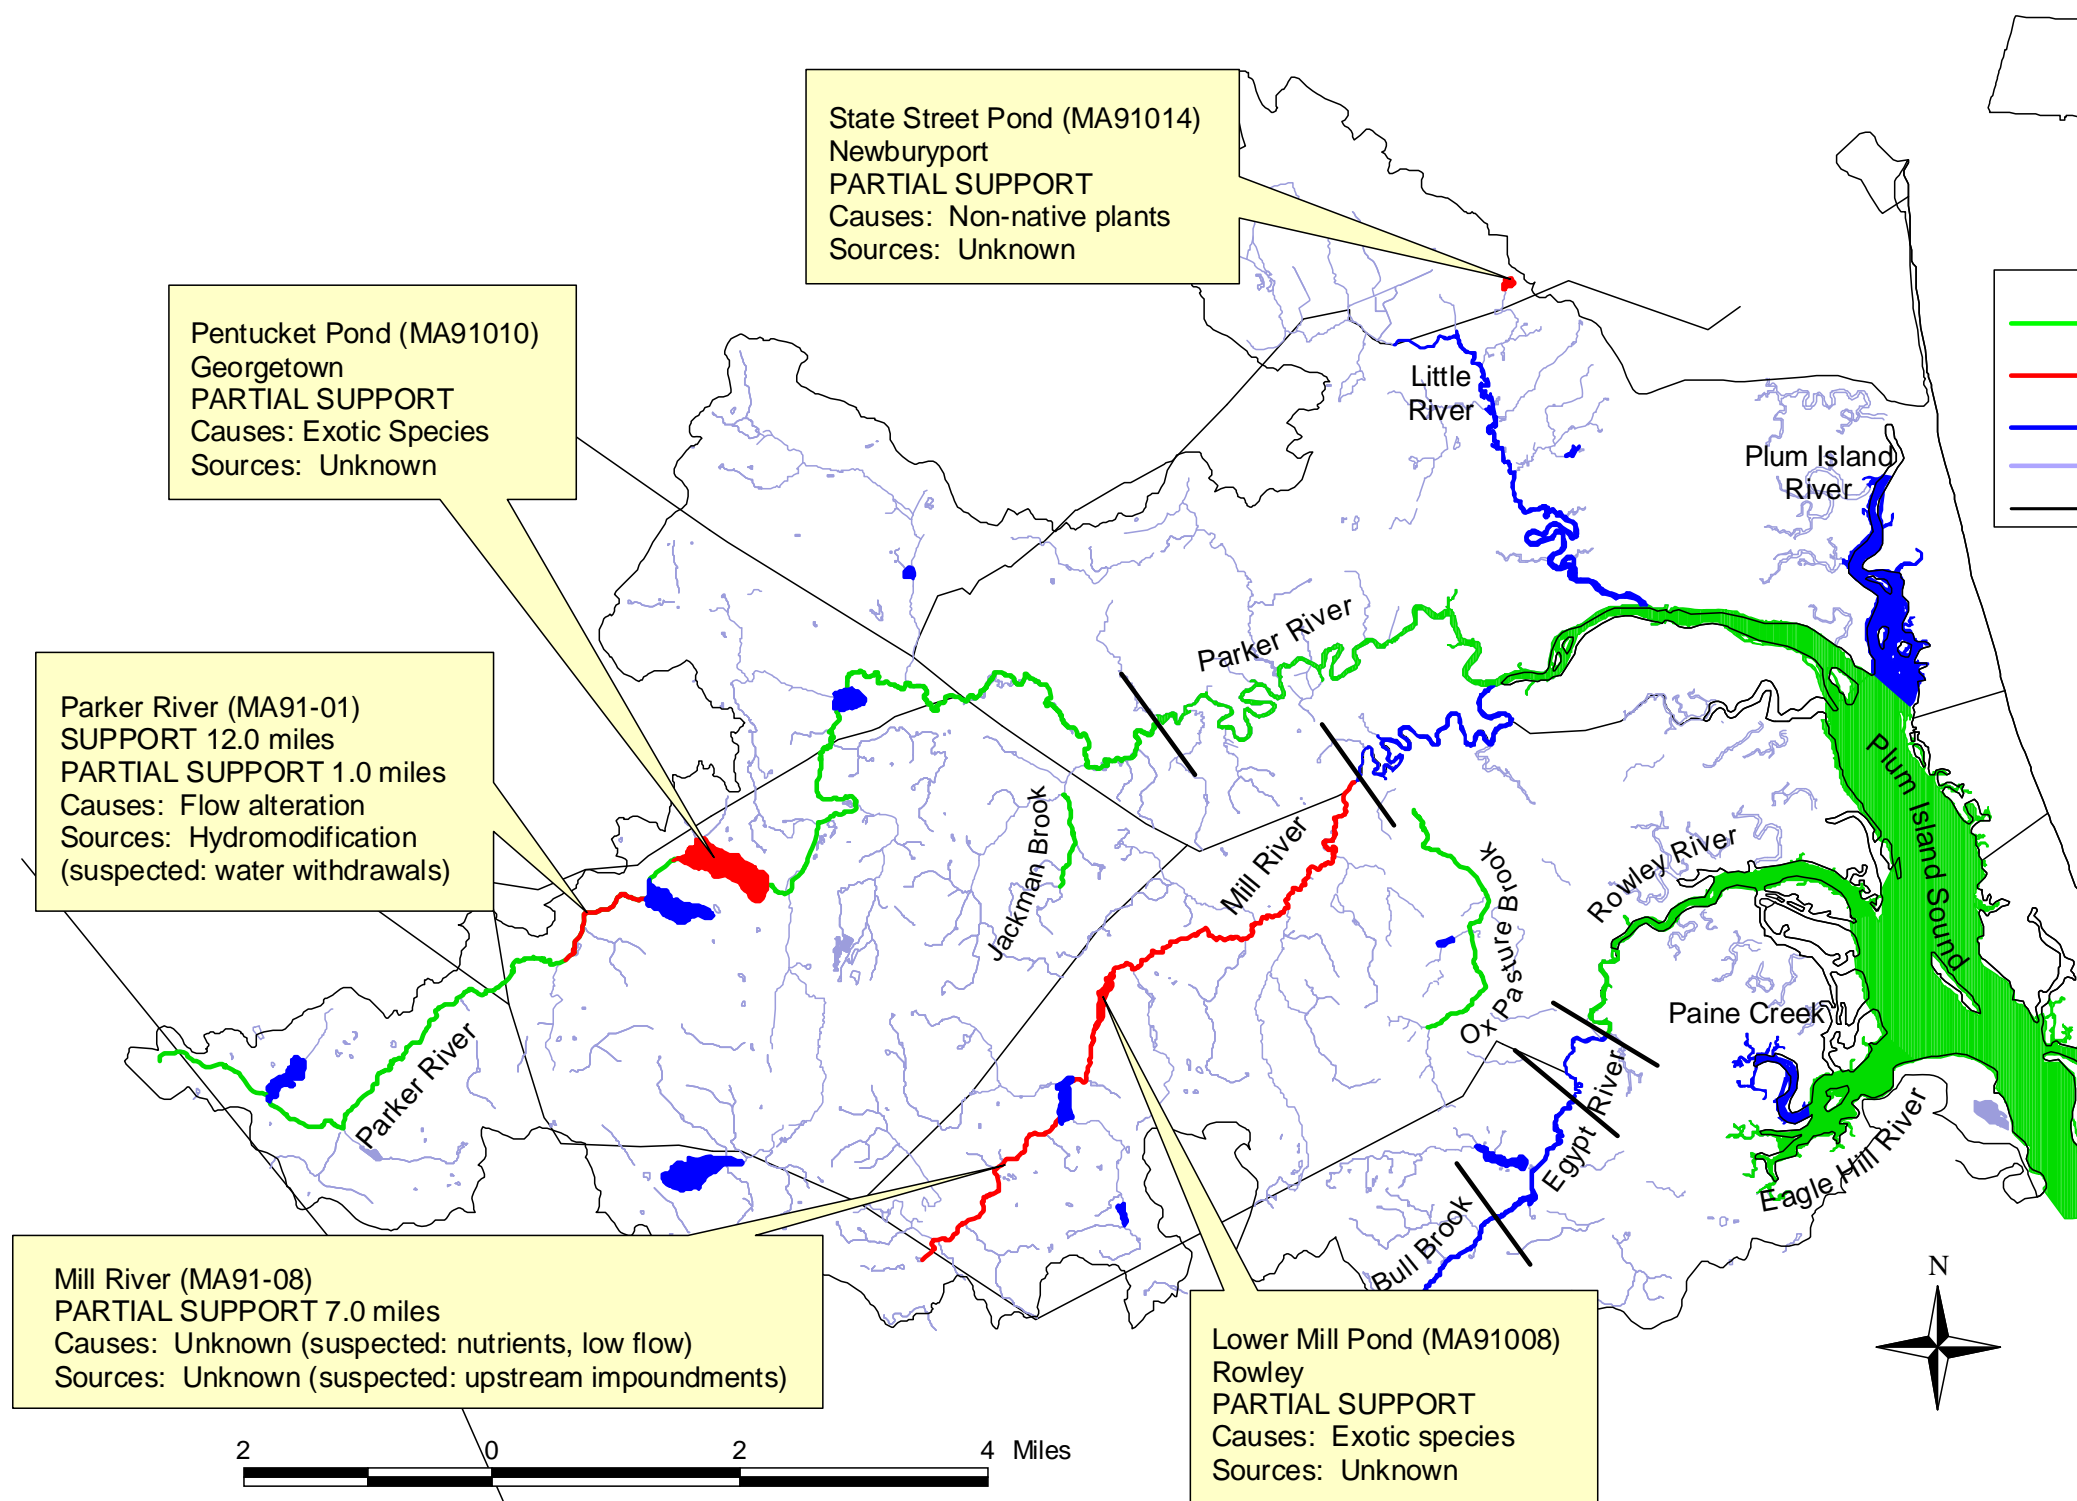 State Street Pond (MA91014)
Newburyport
PARTIAL SUPPORT
Causes:  Non-native plants
Sources:  Unknown
Pentucket Pond (MA91010)
Georgetown
PARTIAL SUPPORT
Causes: Exotic Species
Sources:  Unknown
Little
River
Plum Island
River
Parker River
Parker River (MA91-01)
SUPPORT 12.0 miles
PARTIAL SUPPORT 1.0 miles
Causes:  Flow alteration
Sources:  Hydromodification
(suspected: water withdrawals)
Plum Island Sound
Jackman Brook
Mill River
Ox Pasture Brook
Rowley River
Paine Creek
Parker River
Egypt River
Eagle Hill River
Bull Brook
Mill River (MA91-08)
PARTIAL SUPPORT 7.0 miles
Causes:  Unknown (suspected: nutrients, low flow)
Sources:  Unknown (suspected: upstream impoundments)
Lower Mill Pond (MA91008)
Rowley
PARTIAL SUPPORT
Causes:  Exotic species
Sources:  Unknown
N
2 0 2 4 Miles